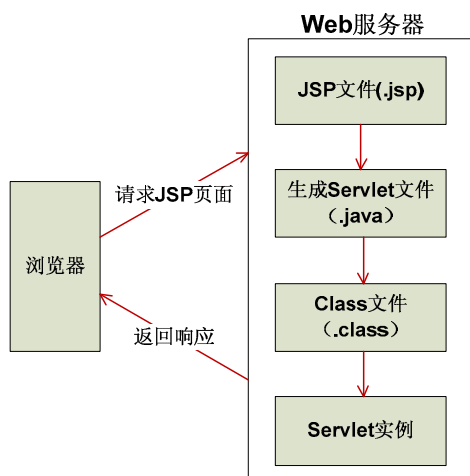 Web服务器
JSP文件(.jsp)
请求JSP页面
生成Servlet文件
（.java）
浏览器
Class文件
（.class）
返回响应
Servlet实例